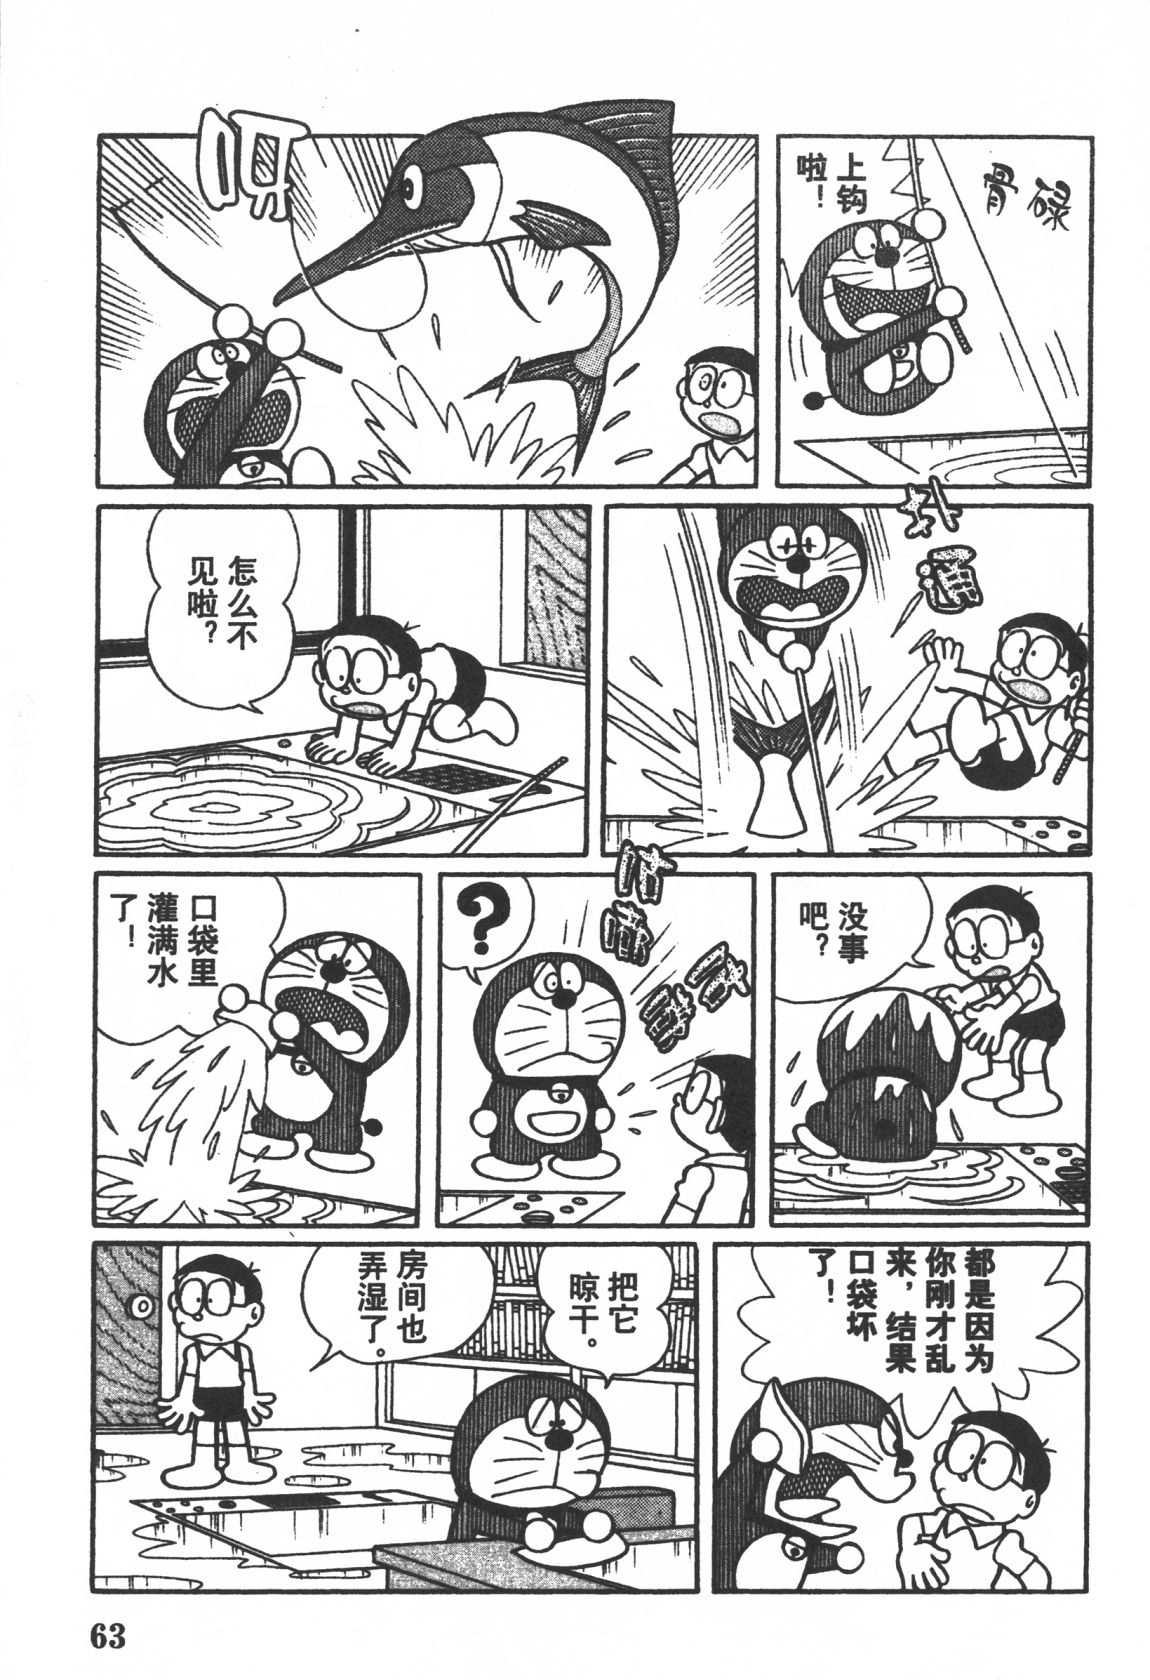 上钩
啦！
骨碌
呀
扑通
怎么不
见啦？
没事
吧？
咕噜
？
口袋里
灌满水
了！
都是因为
你刚才乱
来，结果
口袋坏
了！
把它
晾干。
房间也
弄湿了。
63